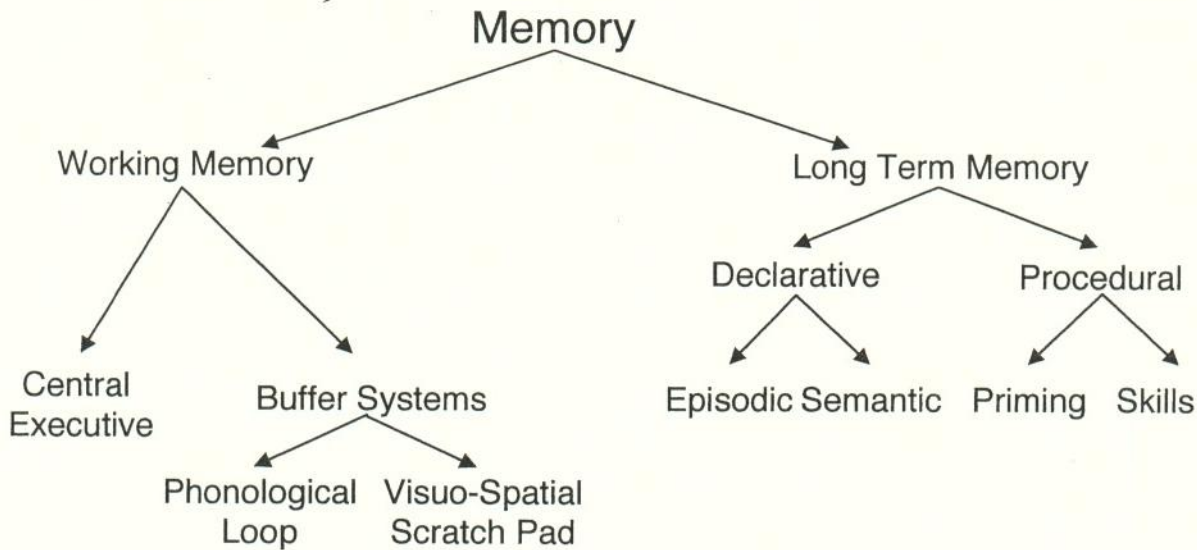 Memory
Working Memory
Long Term Memory
Declarative
Procedural
Central
Executive
Buffer Systems
Episodic Semantic Priming Skills
Phonological
Loop
Visuo-Spatial
Scratch Pad